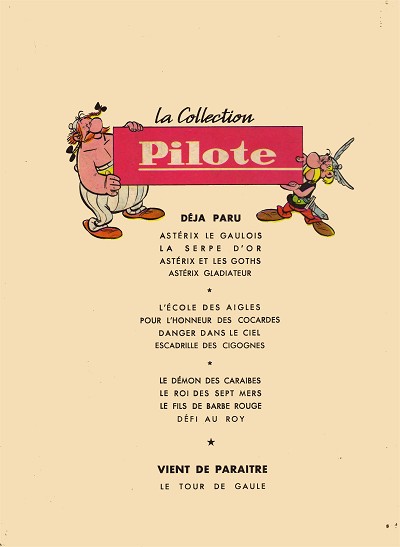 la Collection
Pilote
DÉJA PARU
ASTÉRIX LE GAULOIS
LA SERPE D'OR
ASTÉRIX ET LES GOTHS
ASTÉRIX GLADIATEUR
*
L'ÉCOLE DES AIGLES
POUR L'HONNEUR DES COCARDES
DANGER DANS LE CIEL
ESCADRILLE DES CIGOGNES
*
LE DÉMON DES CARAIBES
LE ROI DES SEPT MERS
LE FILS DE BARBE ROUGE
DÉFI AU ROY
★
VIENT DE PARAITRE
LE TOUR DE GAULE